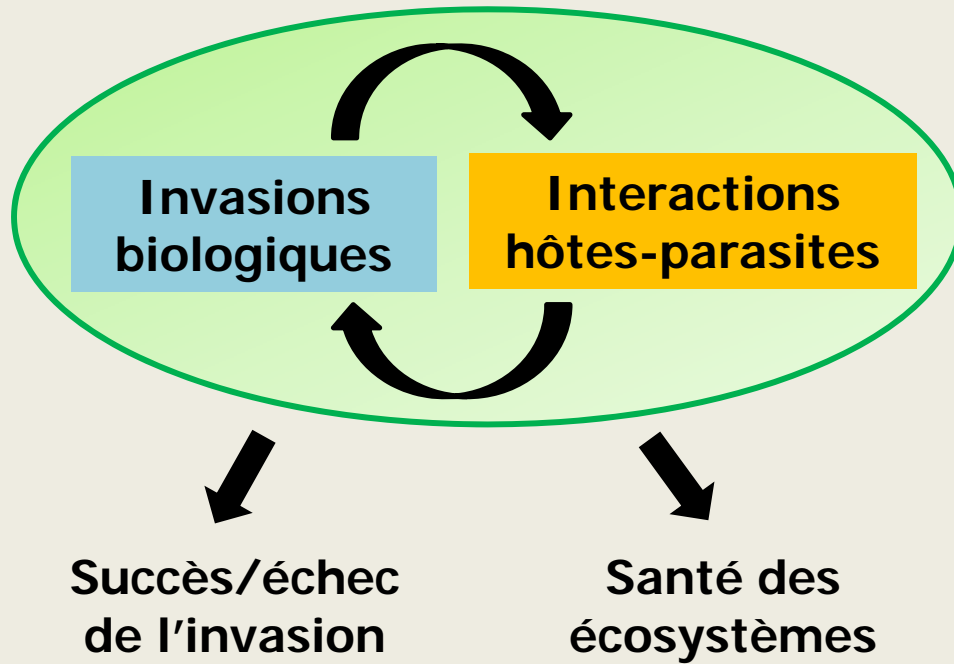 Invasions
biologiques
Interactions
hôtes-parasites
Succès/échec
de l'invasion
Santé des
écosystèmes